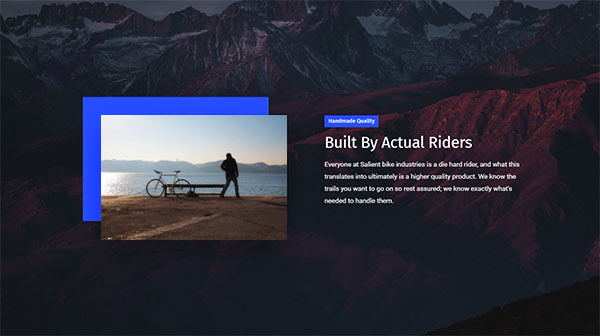 Handmade Quality
Built By Actual Riders
Everyone at Salient bike industries is a die hard rider, and what this
translates into ultimately is a higher quality product. We know the
trails you want to go on so rest assured; we know exactly what's
needed to handle them.